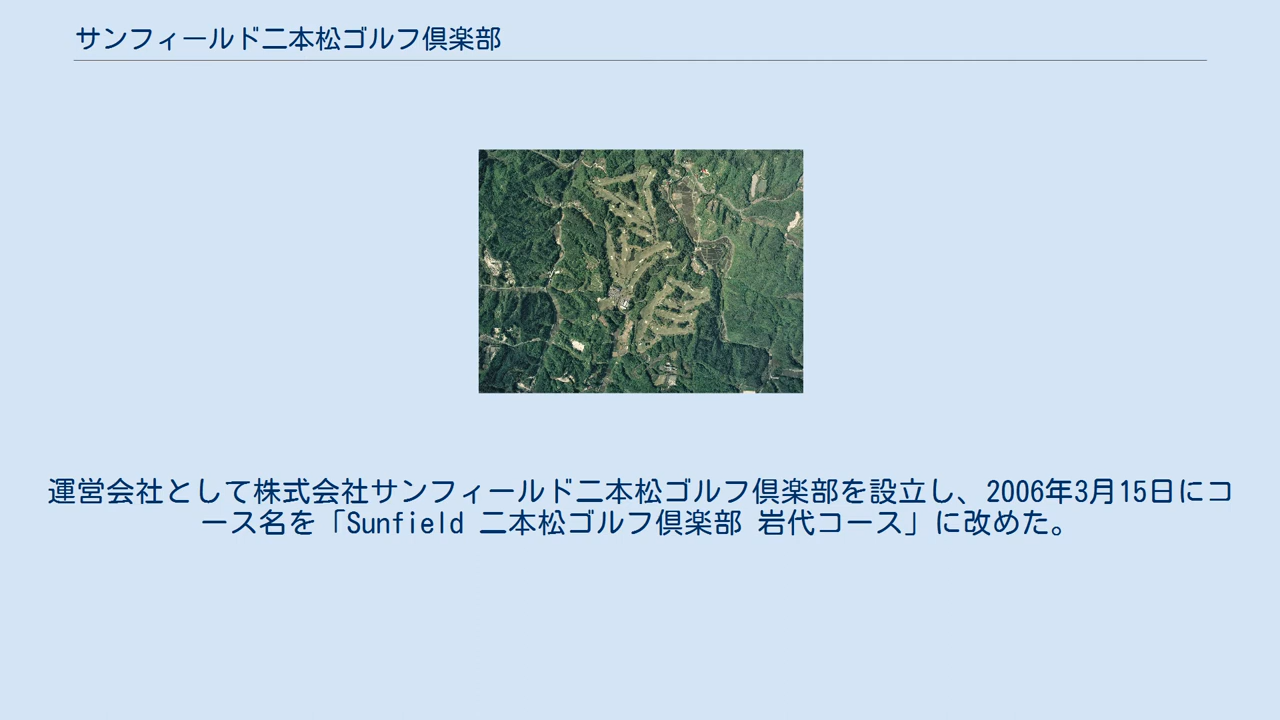 サンフィールド二本松ゴルフ倶楽部
運営会社として株式会社サンフィールド二本松ゴルフ倶楽部を設立し、2006年3月15日にコ
ース名を「Sunfield 二本松ゴルフ倶楽部 岩代コース」に改めた。